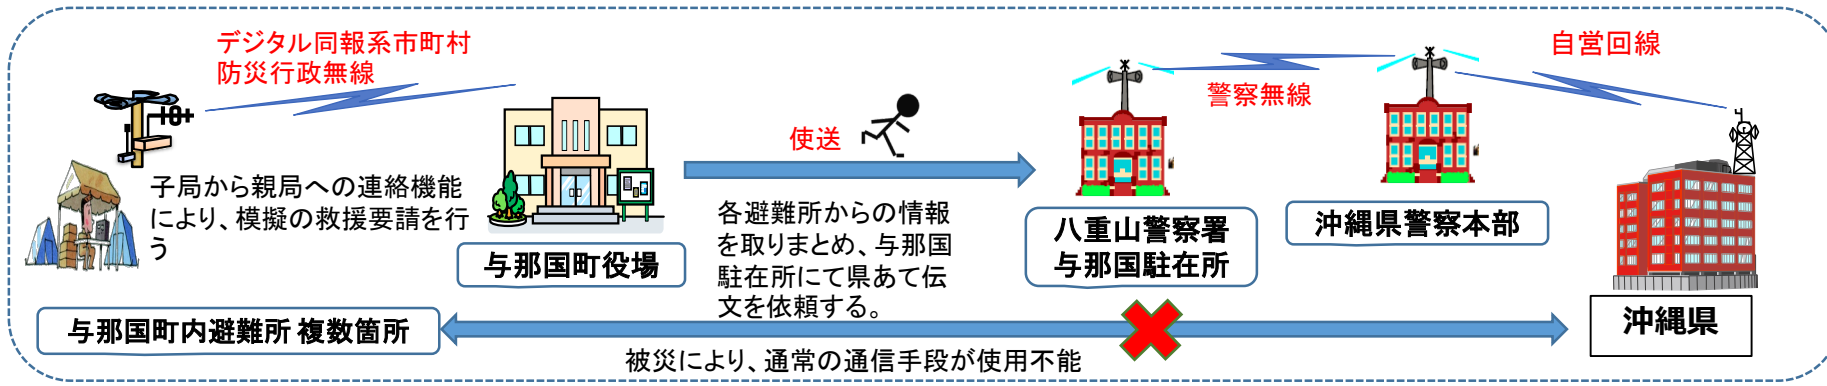 デジタル同報系市町村
防災行政無線
子局から親局への連絡機能
により、模擬の救援要請を行
う
与那国町内避難所 複数箇所
与那国町役場
使送
各避難所からの情報
を取りまとめ、与那国
駐在所にて県あて伝
文を依頼する。
八重山警察署
与那国駐在所
警察無線
沖縄県警察本部
自営回線
沖縄県
被災により、通常の通信手段が使用不能